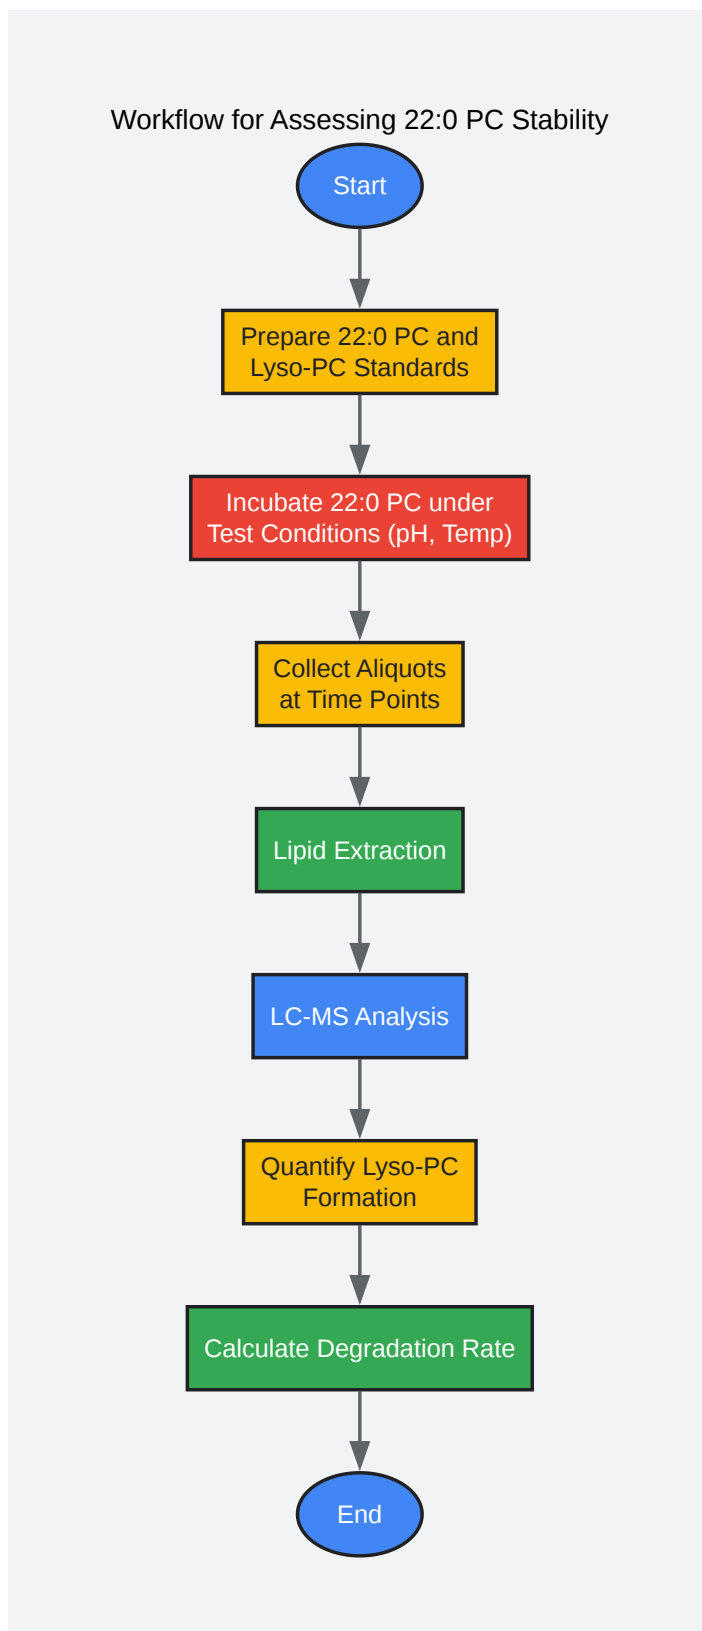 Workflow for Assessing 22:0 PC Stability
Start
Prepare 22:0 PC and
Lyso-PC Standards
Incubate 22:0 PC under
Test Conditions (pH, Temp)
Collect Aliquots
at Time Points
Lipid Extraction
LC-MS Analysis
Quantify Lyso-PC
Formation
Calculate Degradation Rate
End